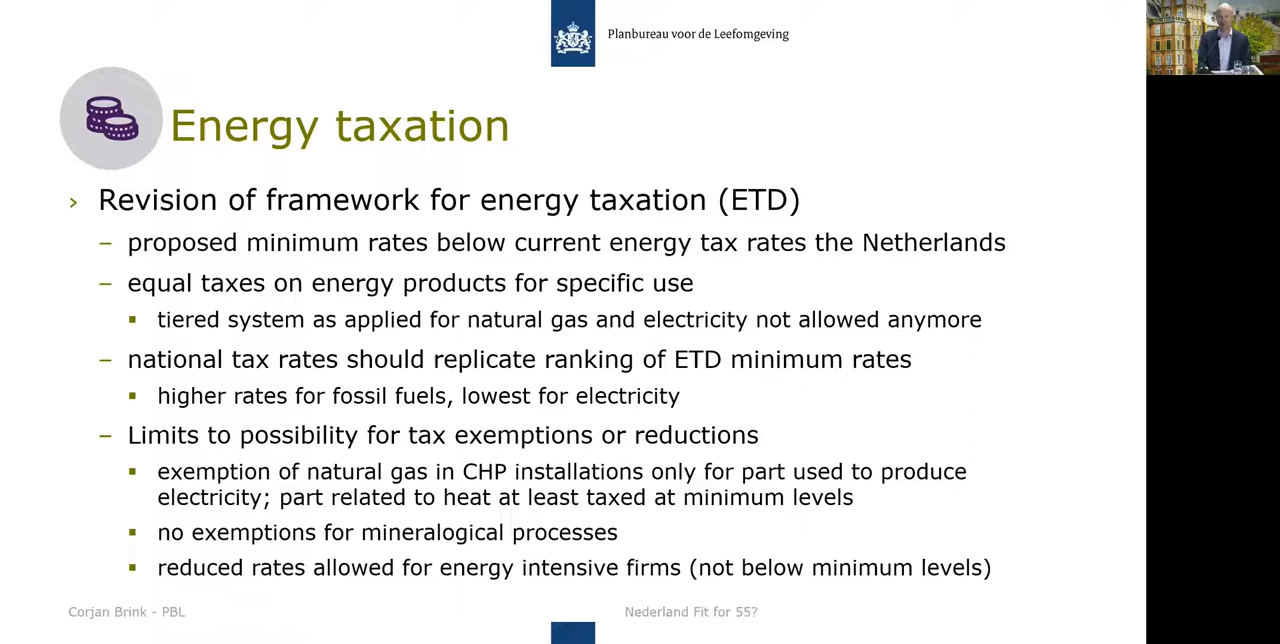 Planbureau voor de Leefomgeving
Energy taxation
› Revision of framework for energy taxation (ETD)
– proposed minimum rates below current energy tax rates the Netherlands
– equal taxes on energy products for specific use
▪ tiered system as applied for natural gas and electricity not allowed anymore
– national tax rates should replicate ranking of ETD minimum rates
▪ higher rates for fossil fuels, lowest for electricity
– Limits to possibility for tax exemptions or reductions
▪ exemption of natural gas in CHP installations only for part used to produce
electricity; part related to heat at least taxed at minimum levels
▪ no exemptions for mineralogical processes
▪ reduced rates allowed for energy intensive firms (not below minimum levels)
Corjan Brink - PBL
Nederland Fit for 55?